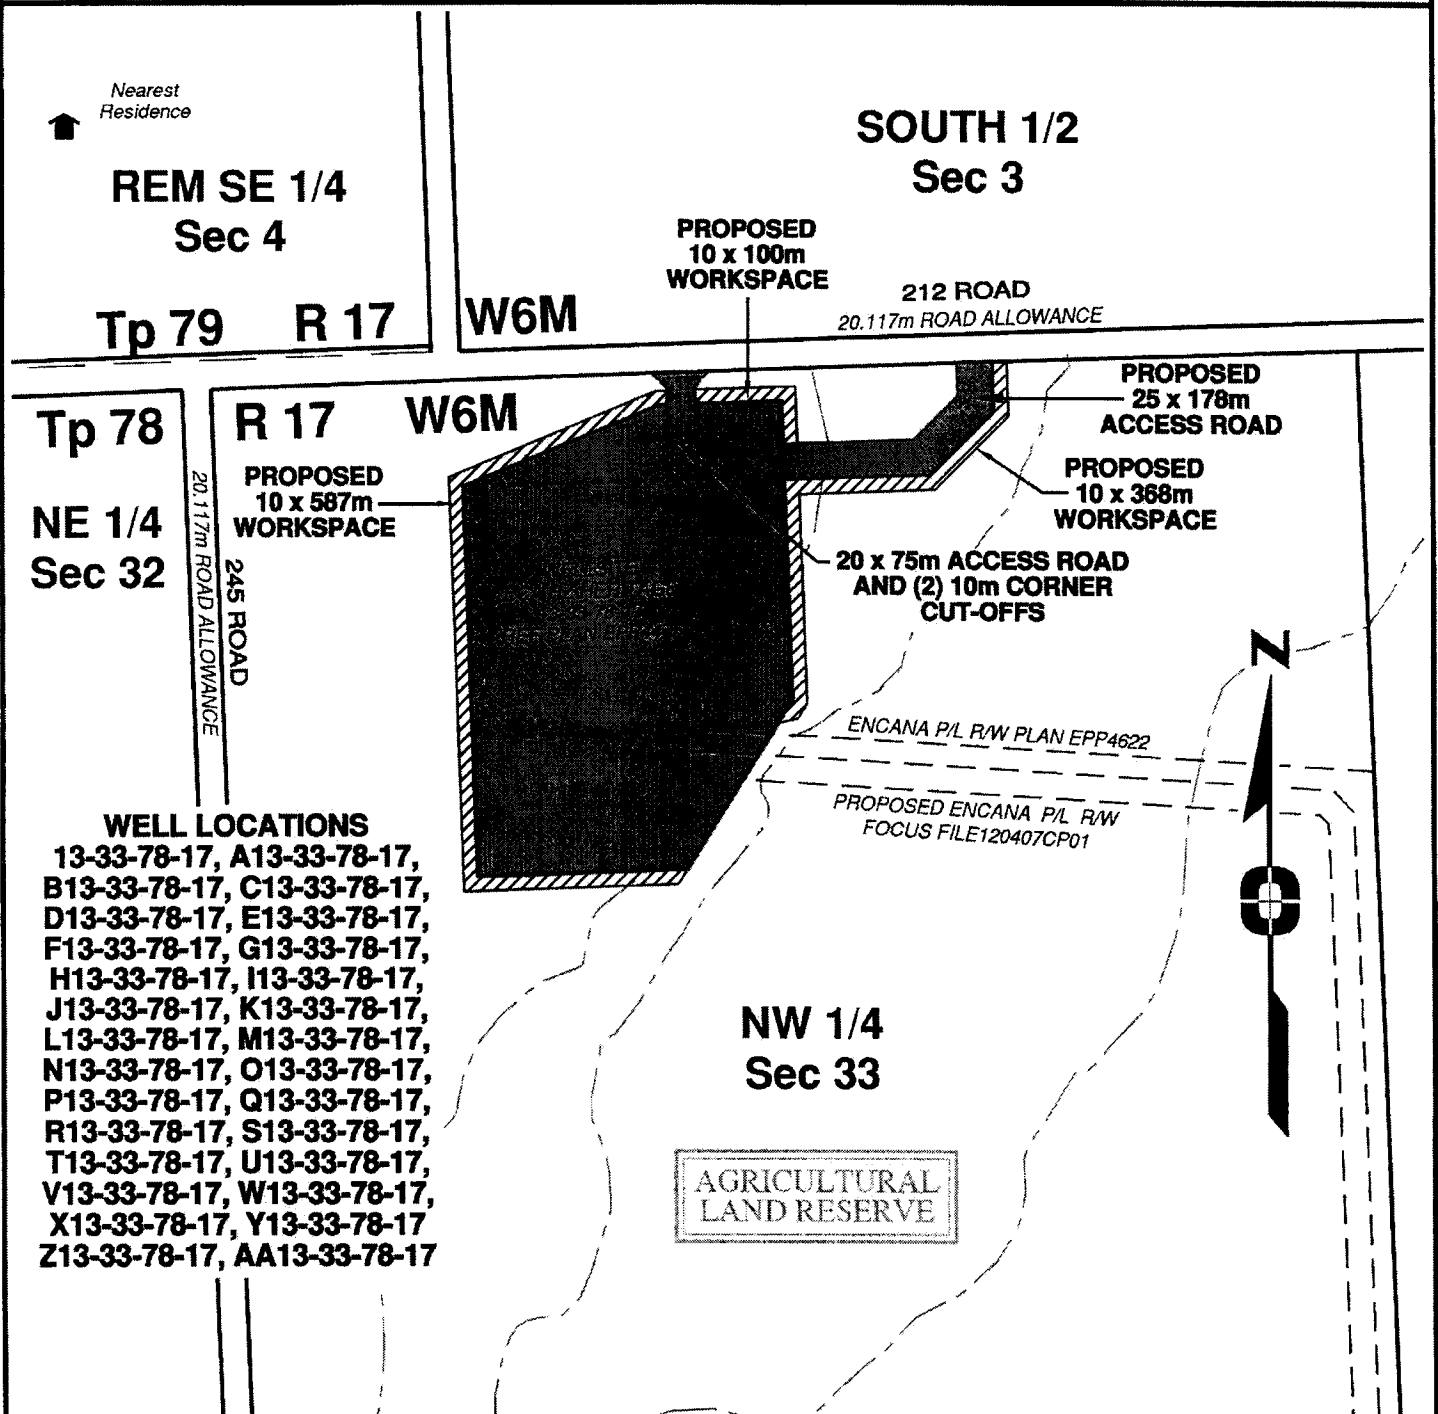 Nearest
Residence
REM SE 1/4
Sec 4
SOUTH 1/2
Sec 3
PROPOSED
10 x 100m
WORKSPACE
212 ROAD
20.117m ROAD ALLOWANCE
Tp 79 R 17 W6M
Tp 78 R 17 W6M
PROPOSED
25 x 178m
ACCESS ROAD
PROPOSED
10 x 587m
WORKSPACE
PROPOSED
10 x 368m
WORKSPACE
NE 1/4
Sec 32
20.117m ROAD ALLOWANCE
245 ROAD
20 x 75m ACCESS ROAD
AND (2) 10m CORNER
CUT-OFFS
N
ENCANA P/L R/W PLAN EPP4622
PROPOSED ENCANA P/L R/W
FOCUS FILE120407CP01
WELL LOCATIONS
13-33-78-17, A13-33-78-17,
B13-33-78-17, C13-33-78-17,
D13-33-78-17, E13-33-78-17,
F13-33-78-17, G13-33-78-17,
H13-33-78-17, I13-33-78-17,
J13-33-78-17, K13-33-78-17,
L13-33-78-17, M13-33-78-17,
N13-33-78-17, O13-33-78-17,
P13-33-78-17, Q13-33-78-17,
R13-33-78-17, S13-33-78-17,
T13-33-78-17, U13-33-78-17,
V13-33-78-17, W13-33-78-17,
X13-33-78-17, Y13-33-78-17
Z13-33-78-17, AA13-33-78-17
NW 1/4
Sec 33
AGRICULTURAL
LAND RESERVE